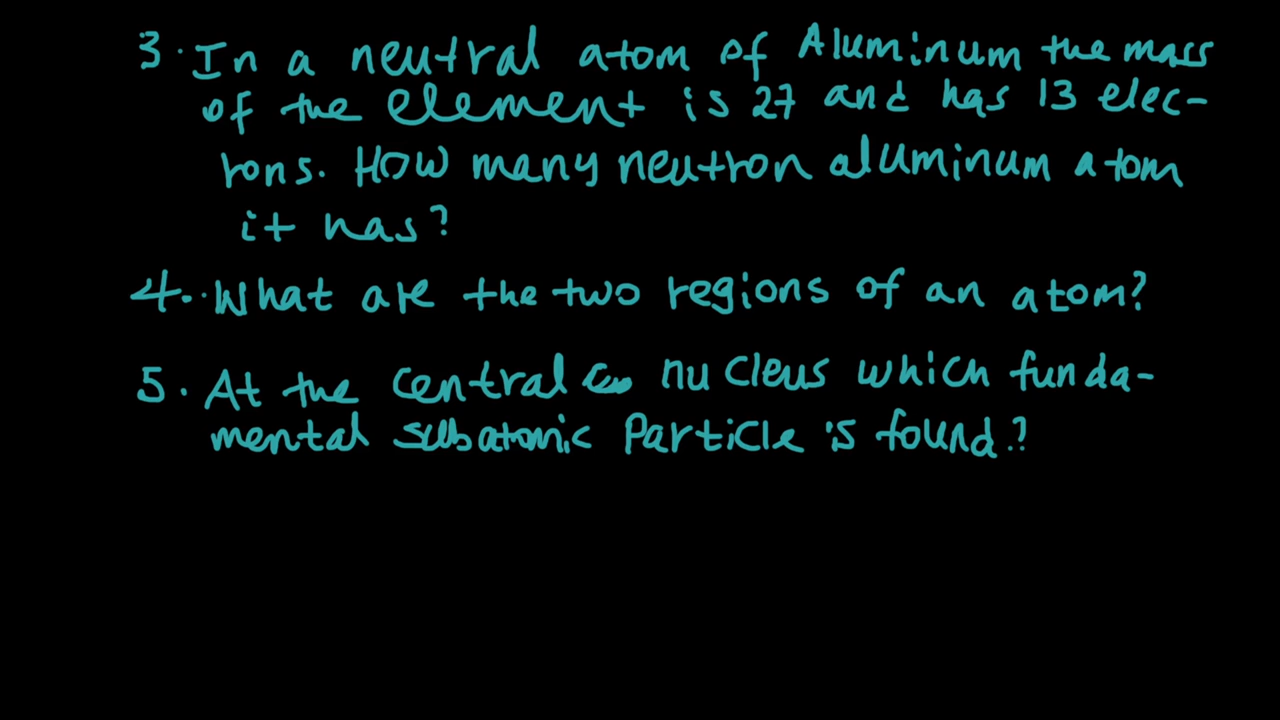 3. In a neutral atom of Aluminum the mass
of the element is 27 and has 13 elec-
rons. How many neutron aluminum atom
it has?
4. What are the two regions of an atom?
5. At the central nucleus which funda-
mental subatomic Particle is found?